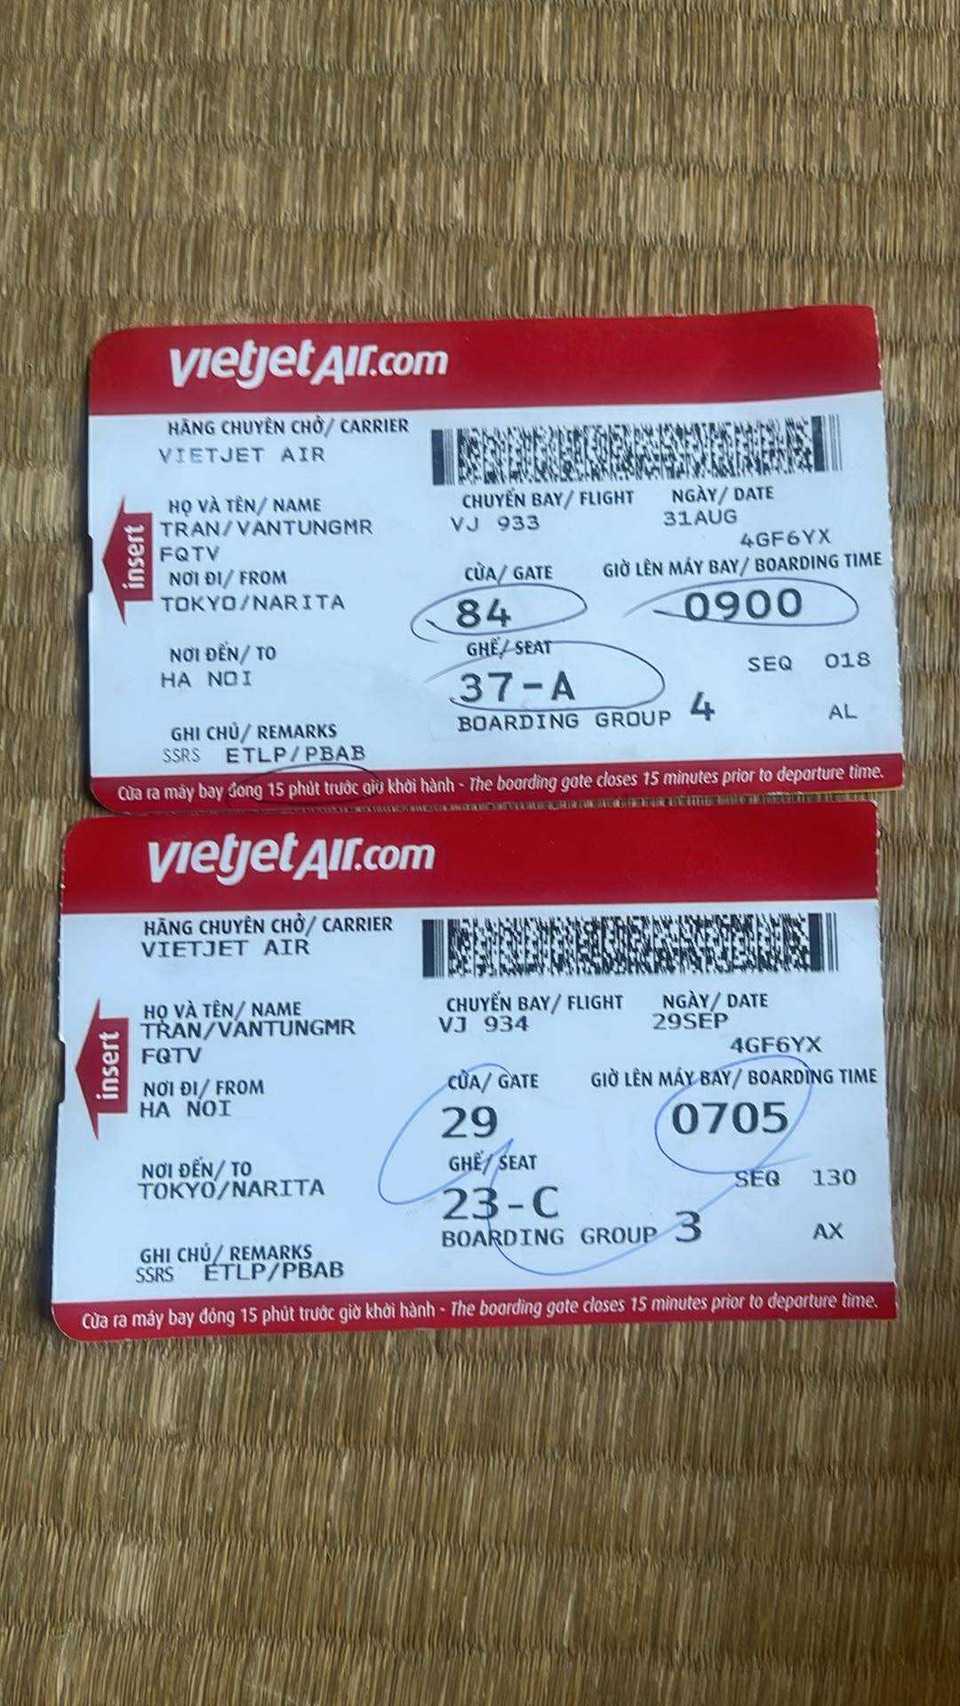 vietjetAir.com
HÃNG CHUYÊN CHỞ/ CARRIER
VIETJET AIR
HỌ VÀ TÊN/ NAME
TRAN/VANTUNGMR
FQTV
NƠI ĐI/ FROM
TOKYO/NARITA
NƠI ĐẾN/ TO
HA NOI
GHI CHÚ/ REMARKS
SSRS ETLP/PBAB
insert
CHUYẾN BAY/ FLIGHT NGÀY/ DATE
VJ 933 31AUG
4GF6YX
CỬA/ GATE GIỜ LÊN MÁY BAY/ BOARDING TIME
84 0900
GHẾ/ SEAT
37-A SEQ 018
BOARDING GROUP 4 AL
Cửa ra máy bay đóng 15 phút trước giờ khởi hành - The boarding gate closes 15 minutes prior to departure time.
vietjetAir.com
HÃNG CHUYÊN CHỞ/ CARRIER
VIETJET AIR
HỌ VÀ TÊN/ NAME
TRAN/VANTUNGMR
FQTV
NƠI ĐI/ FROM
HA NOI
NƠI ĐẾN/ TO
TOKYO/NARITA
GHI CHÚ/ REMARKS
SSRS ETLP/PBAB
insert
CHUYẾN BAY/ FLIGHT NGÀY/ DATE
VJ 934 29SEP
4GF6YX
CỬA/ GATE GIỜ LÊN MÁY BAY/ BOARDING TIME
29 0705
GHẾ/ SEAT
23-C SEQ 130
BOARDING GROUP 3 AX
Cửa ra máy bay đóng 15 phút trước giờ khởi hành - The boarding gate closes 15 minutes prior to departure time.